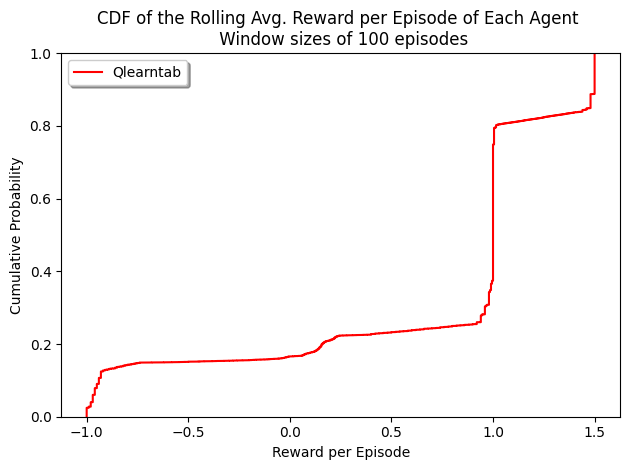 CDF of the Rolling Avg. Reward per Episode of Each Agent
Window sizes of 100 episodes
Qlearntab
1.0
0.8
0.6
0.4
0.2
0.0
Cumulative Probability
−1.0 −0.5 0.0 0.5 1.0 1.5
Reward per Episode